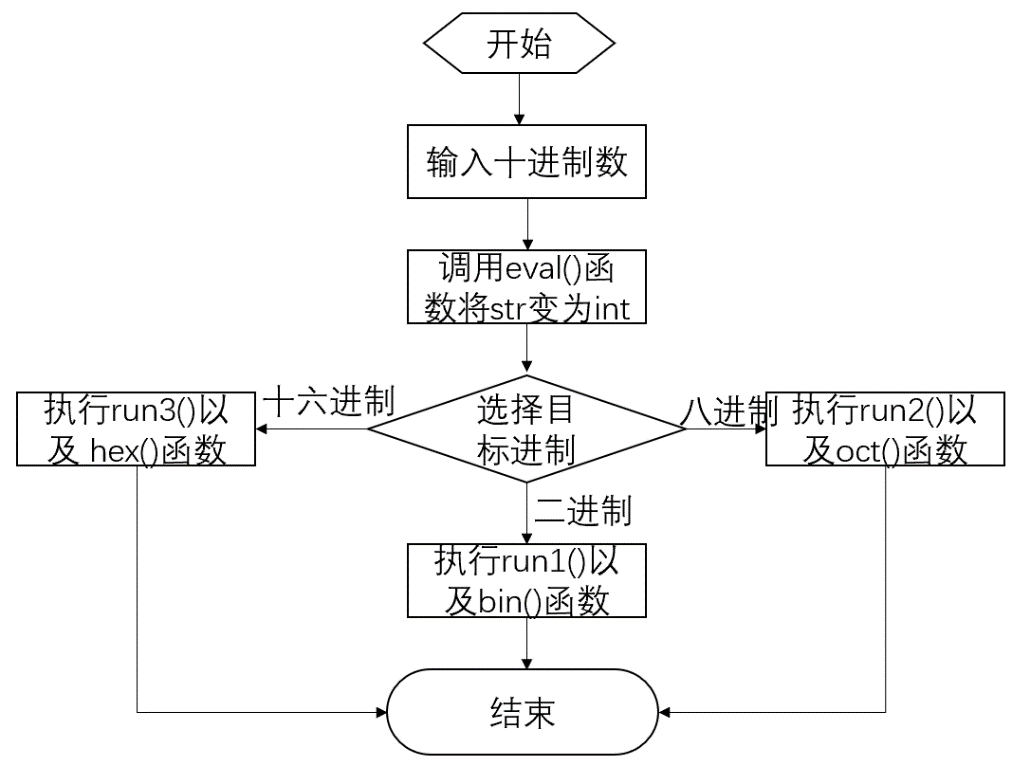 开始
输入十进制数
调用eval()函
数将str变为int
选择目
标进制
十六进制
执行run3()以
及 hex()函数
八进制
执行run2()以
及oct()函数
二进制
执行run1()以
及bin()函数
结束